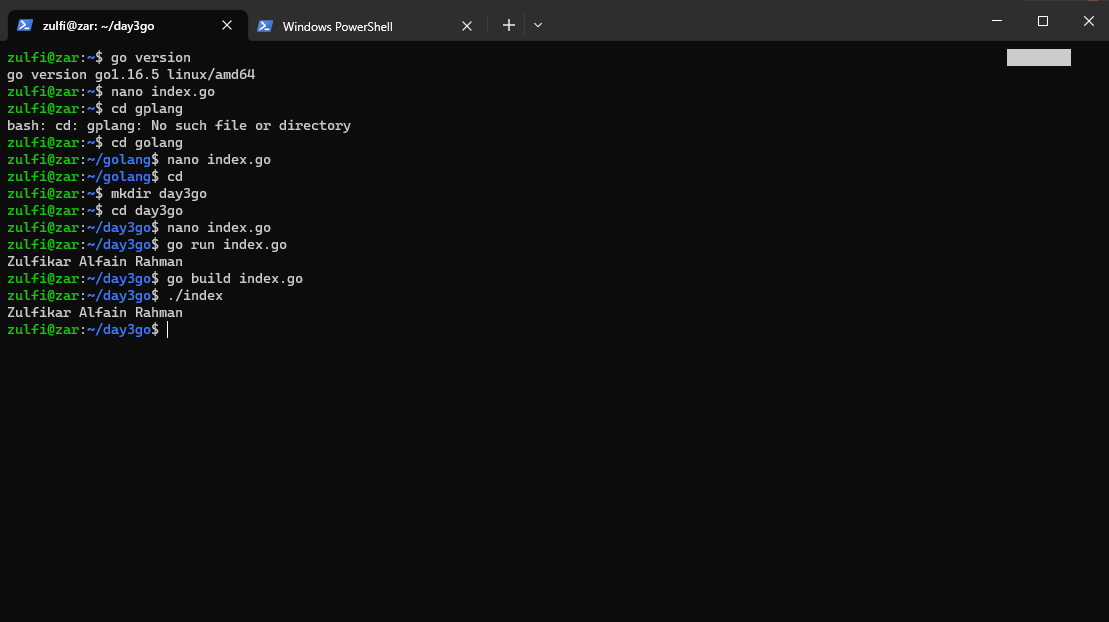 zulfi@zar: ~/day3go
Windows PowerShell
zulfi@zar:~$ go version
go version go1.16.5 linux/amd64
zulfi@zar:~$ nano index.go
zulfi@zar:~$ cd gplang
bash: cd: gplang: No such file or directory
zulfi@zar:~$ cd golang
zulfi@zar:~/golang$ nano index.go
zulfi@zar:~/golang$ cd
zulfi@zar:~$ mkdir day3go
zulfi@zar:~$ cd day3go
zulfi@zar:~/day3go$ nano index.go
zulfi@zar:~/day3go$ go run index.go
Zulfikar Alfain Rahman
zulfi@zar:~/day3go$ go build index.go
zulfi@zar:~/day3go$ ./index
Zulfikar Alfain Rahman
zulfi@zar:~/day3go$